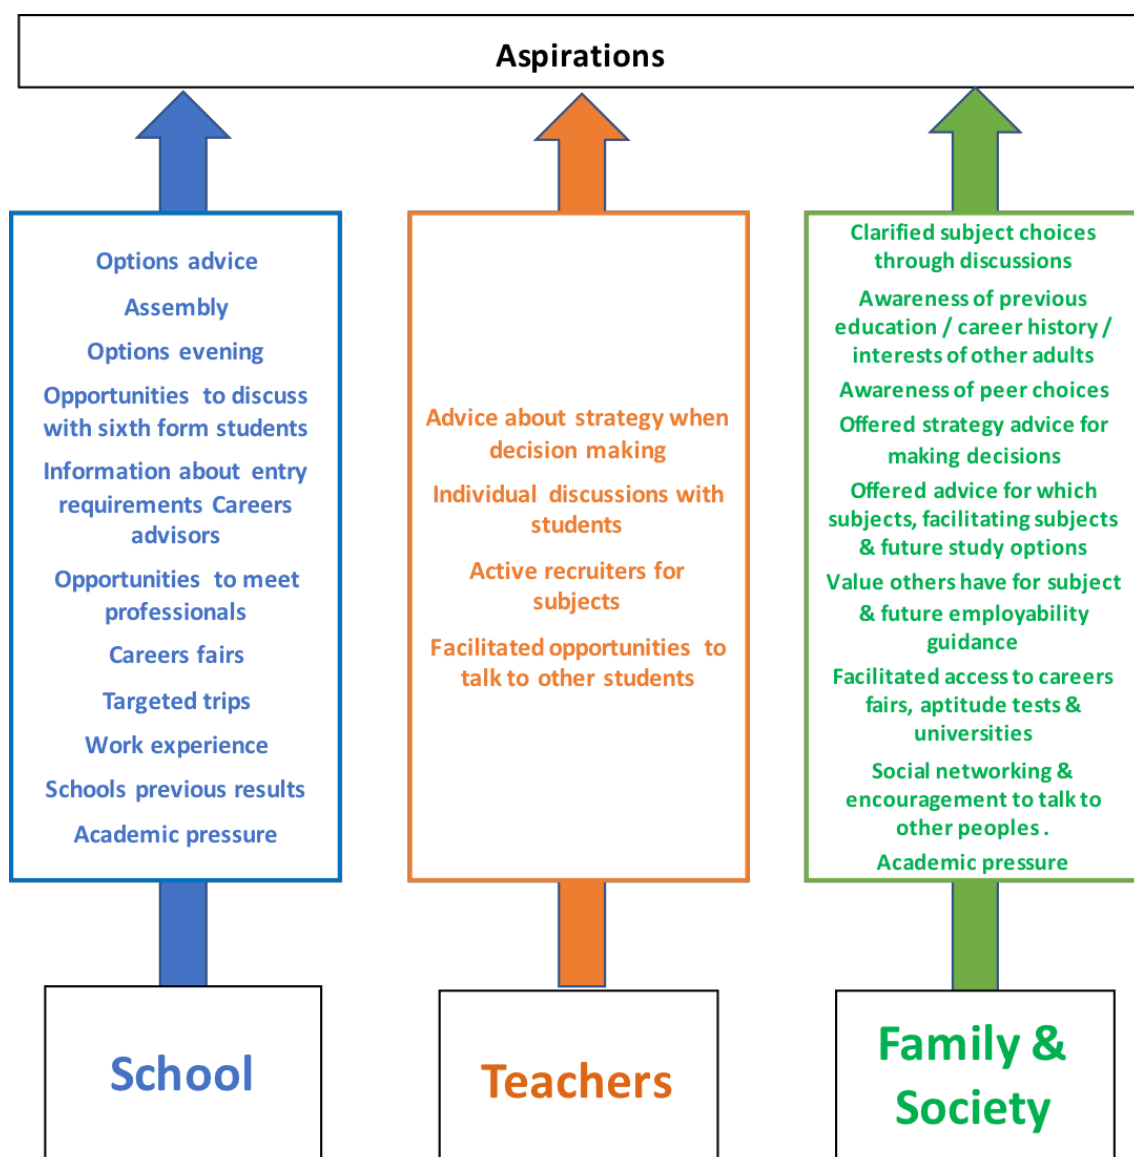 Aspirations
Options advice
Assembly
Options evening
Opportunities to discuss
with sixth form students
Information about entry
requirements Careers
advisors
Opportunities to meet
professionals
Careers fairs
Targeted trips
Work experience
Schools previous results
Academic pressure
School
Advice about strategy when
decision making
Individual discussions with
students
Active recruiters for
subjects
Facilitated opportunities to
talk to other students
Teachers
Clarified subject choices
through discussions
Awareness of previous
education / career history /
interests of other adults
Awareness of peer choices
Offered strategy advice for
making decisions
Offered advice for which
subjects, facilitating subjects
& future study options
Value others have for subject
& future employability
guidance
Facilitated access to careers
fairs, aptitude tests &
universities
Social networking &
encouragement to talk to
other peoples .
Academic pressure
Family &
Society